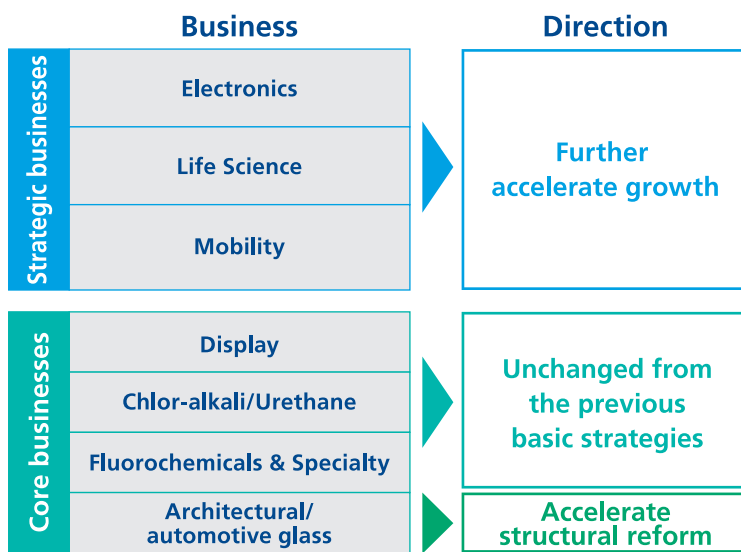 Business
Direction
Strategic businesses
Electronics
Life Science
Mobility
Further
accelerate growth
Core businesses
Display
Chlor-alkali/Urethane
Fluorochemicals & Specialty
Architectural/
automotive glass
Unchanged from
the previous
basic strategies
Accelerate
structural reform